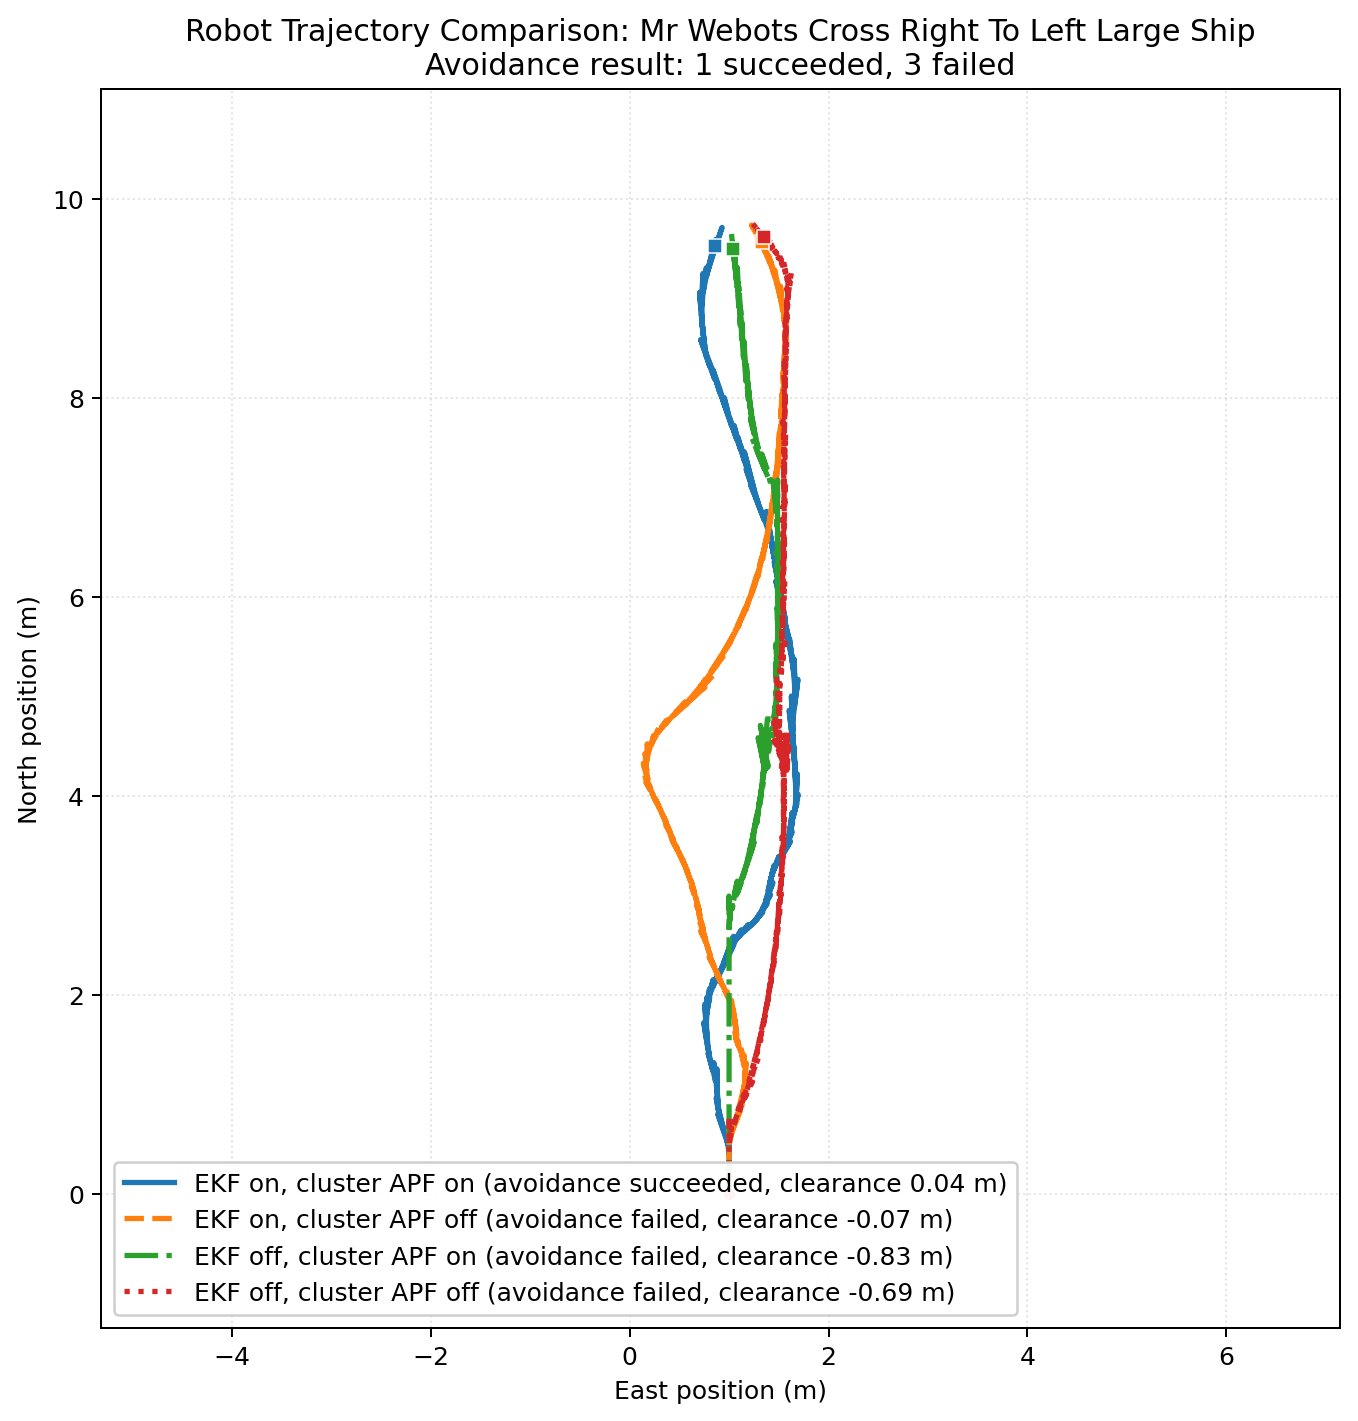 Robot Trajectory Comparison: Mr Webots Cross Right To Left Large Ship
Avoidance result: 1 succeeded, 3 failed
10
8
6
4
2
0
North position (m)
EKF on, cluster APF on (avoidance succeeded, clearance 0.04 m)
EKF on, cluster APF off (avoidance failed, clearance -0.07 m)
EKF off, cluster APF on (avoidance failed, clearance -0.83 m)
EKF off, cluster APF off (avoidance failed, clearance -0.69 m)
−4 −2 0 2 4 6
East position (m)